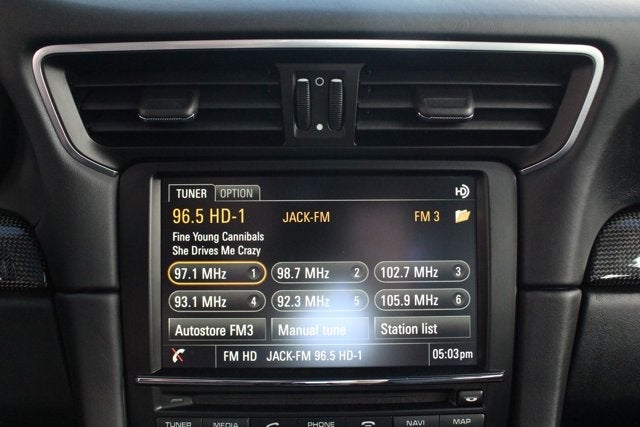 TUNER OPTION HD
96.5 HD-1 JACK-FM FM 3
Fine Young Cannibals
She Drives Me Crazy
97.1 MHz 1 98.7 MHz 2 102.7 MHz 3
93.1 MHz 4 92.3 MHz 5 105.9 MHz 6
Autostore FM3 Manual tune Station list
FM HD JACK-FM 96.5 HD-1 05:03pm
TUNER MEDIA PHONE NAVI MAP